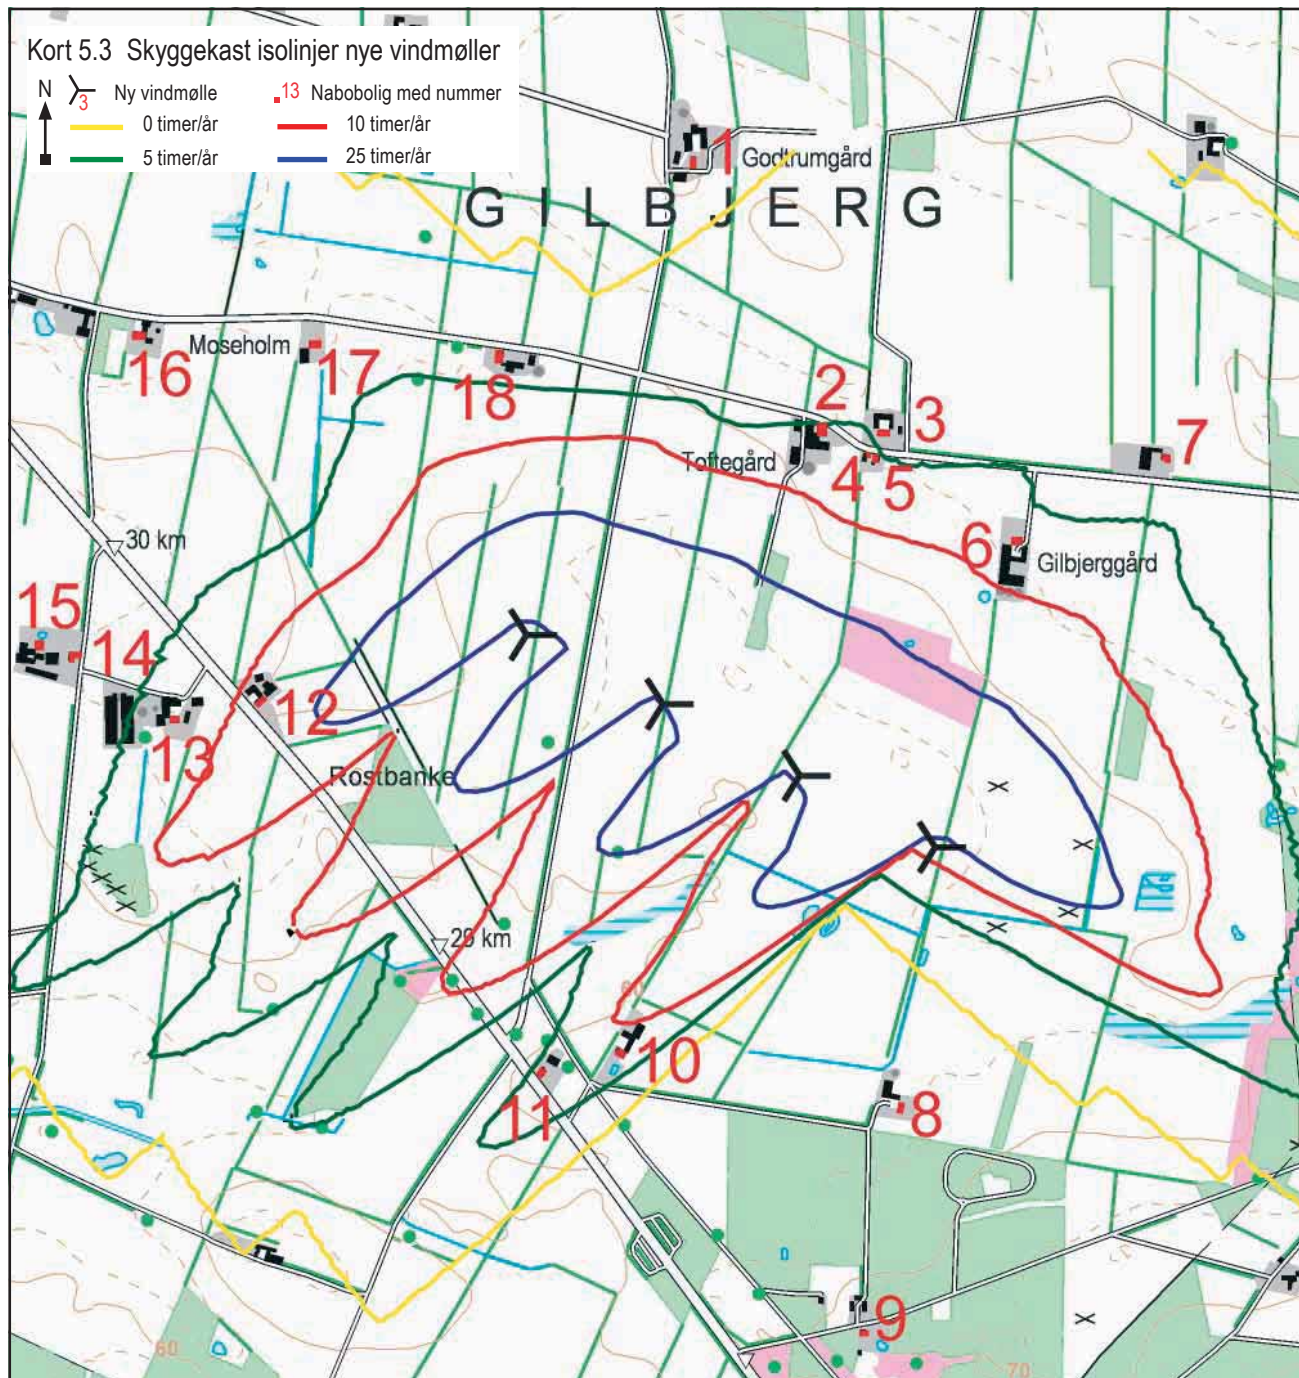 Kort 5.3 Skyggekast isolinjer nye vindmøller
N
3 Ny vindmølle
13 Nabobolig med nummer
0 timer/år
10 timer/år
5 timer/år
25 timer/år
1
Godtrumgård
GILBJERG
16
Moseholm
17
18
2
3
Toftegård
4
5
7
6
Gilbjerggård
30 km
15
14
12
13
Rostbanke
29 km
60
10
11
8
9
60
70